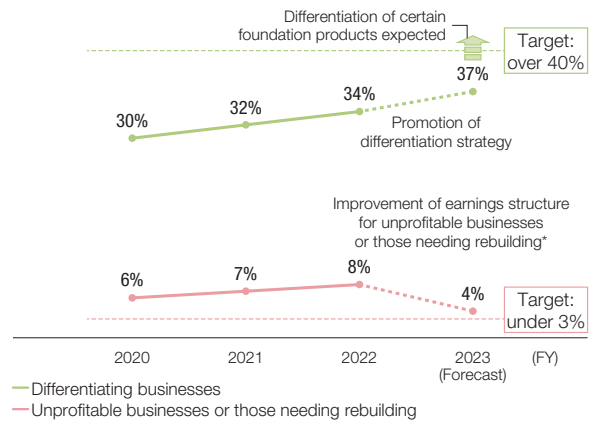 Differentiation of certain
foundation products expected
Target:
over 40%
30%
32%
34%
37%
Promotion of
differentiation strategy
Improvement of earnings structure
for unprofitable businesses
or those needing rebuilding*
6%
7%
8%
4%
Target:
under 3%
2020
2021
2022
2023
(Forecast)
(FY)
Differentiating businesses
Unprofitable businesses or those needing rebuilding